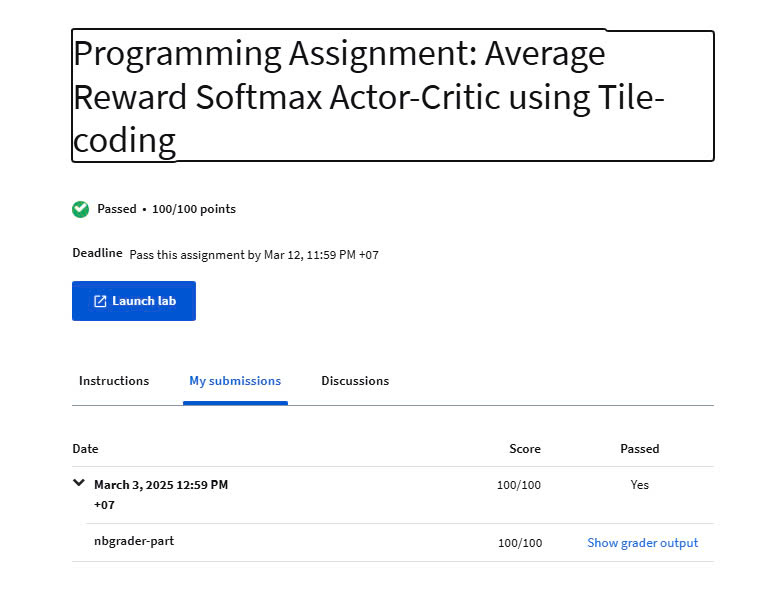 Programming Assignment: Average
Reward Softmax Actor-Critic using Tile-
coding
Passed • 100/100 points
Deadline Pass this assignment by Mar 12, 11:59 PM +07
Launch lab
Instructions My submissions Discussions
Date Score Passed
March 3, 2025 12:59 PM 100/100 Yes
+07
nbgrader-part 100/100 Show grader output